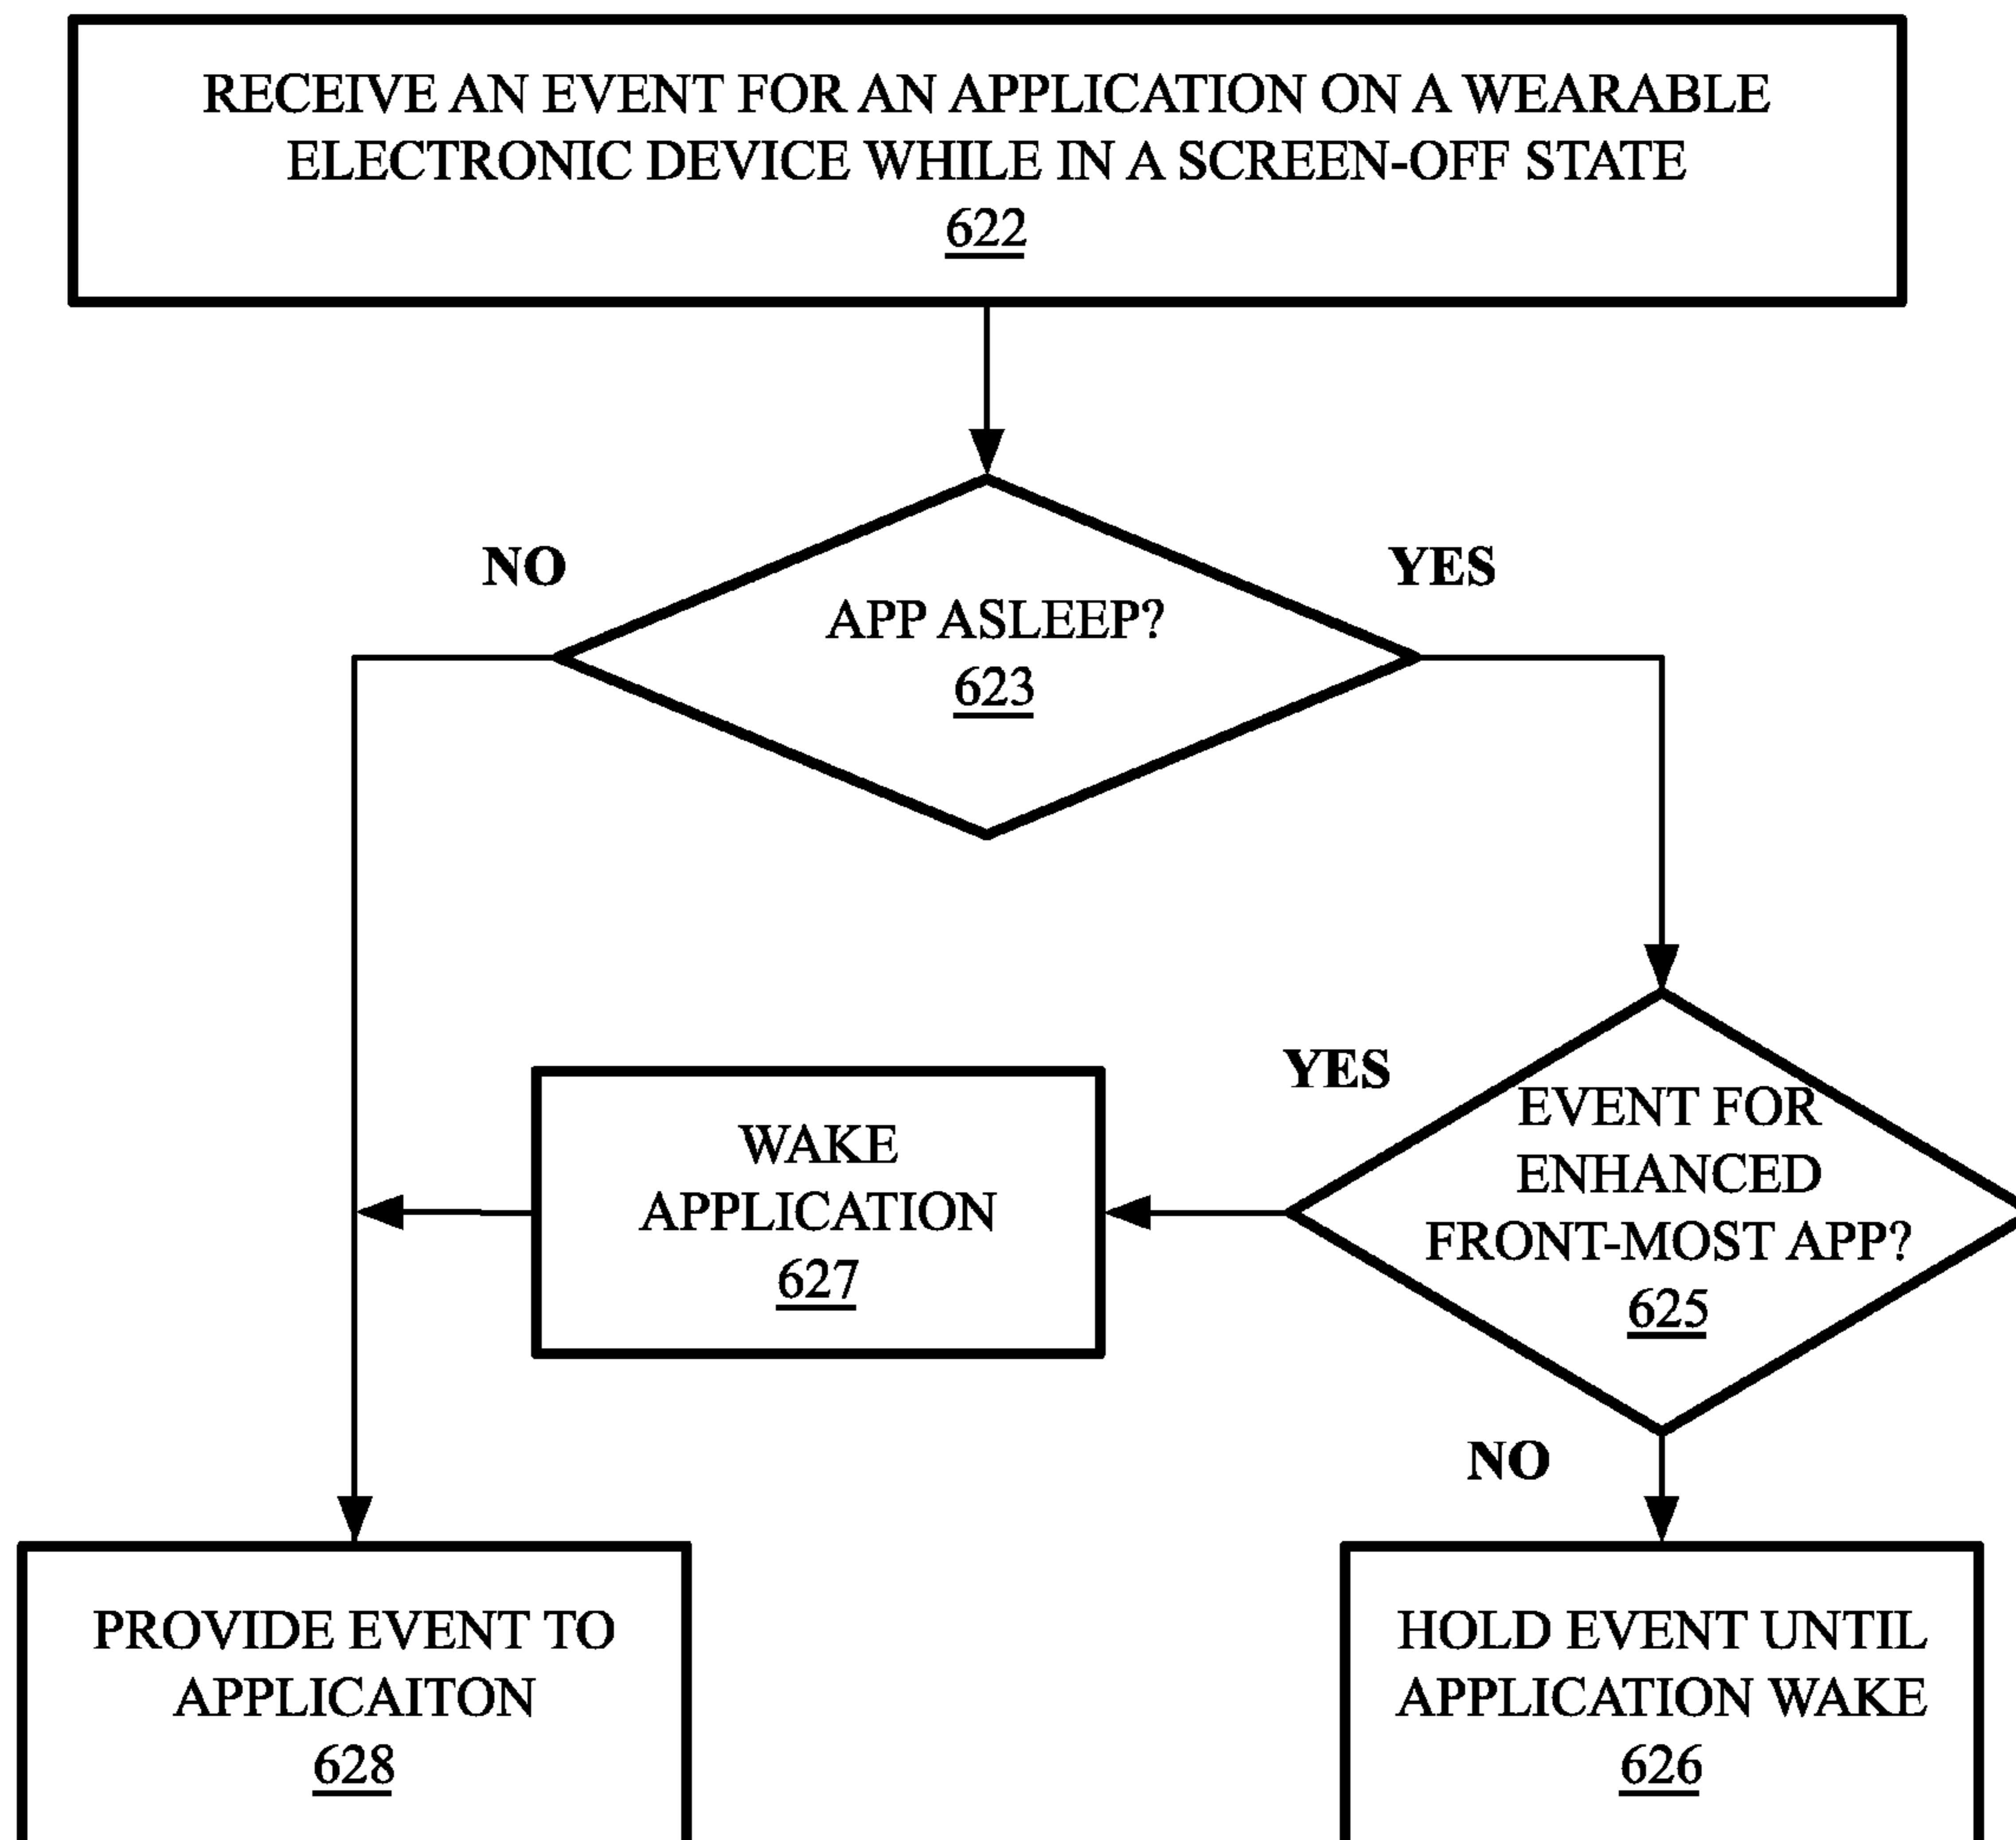 RECEIVE AN EVENT FOR AN APPLICATION ON A WEARABLE
ELECTRONIC DEVICE WHILE IN A SCREEN-OFF STATE
622
NO
YES
APP ASLEEP?
623
YES
EVENT FOR
ENHANCED
FRONT-MOST APP?
625
WAKE
APPLICATION
627
NO
PROVIDE EVENT TO
APPLICAITON
628
HOLD EVENT UNTIL
APPLICATION WAKE
626